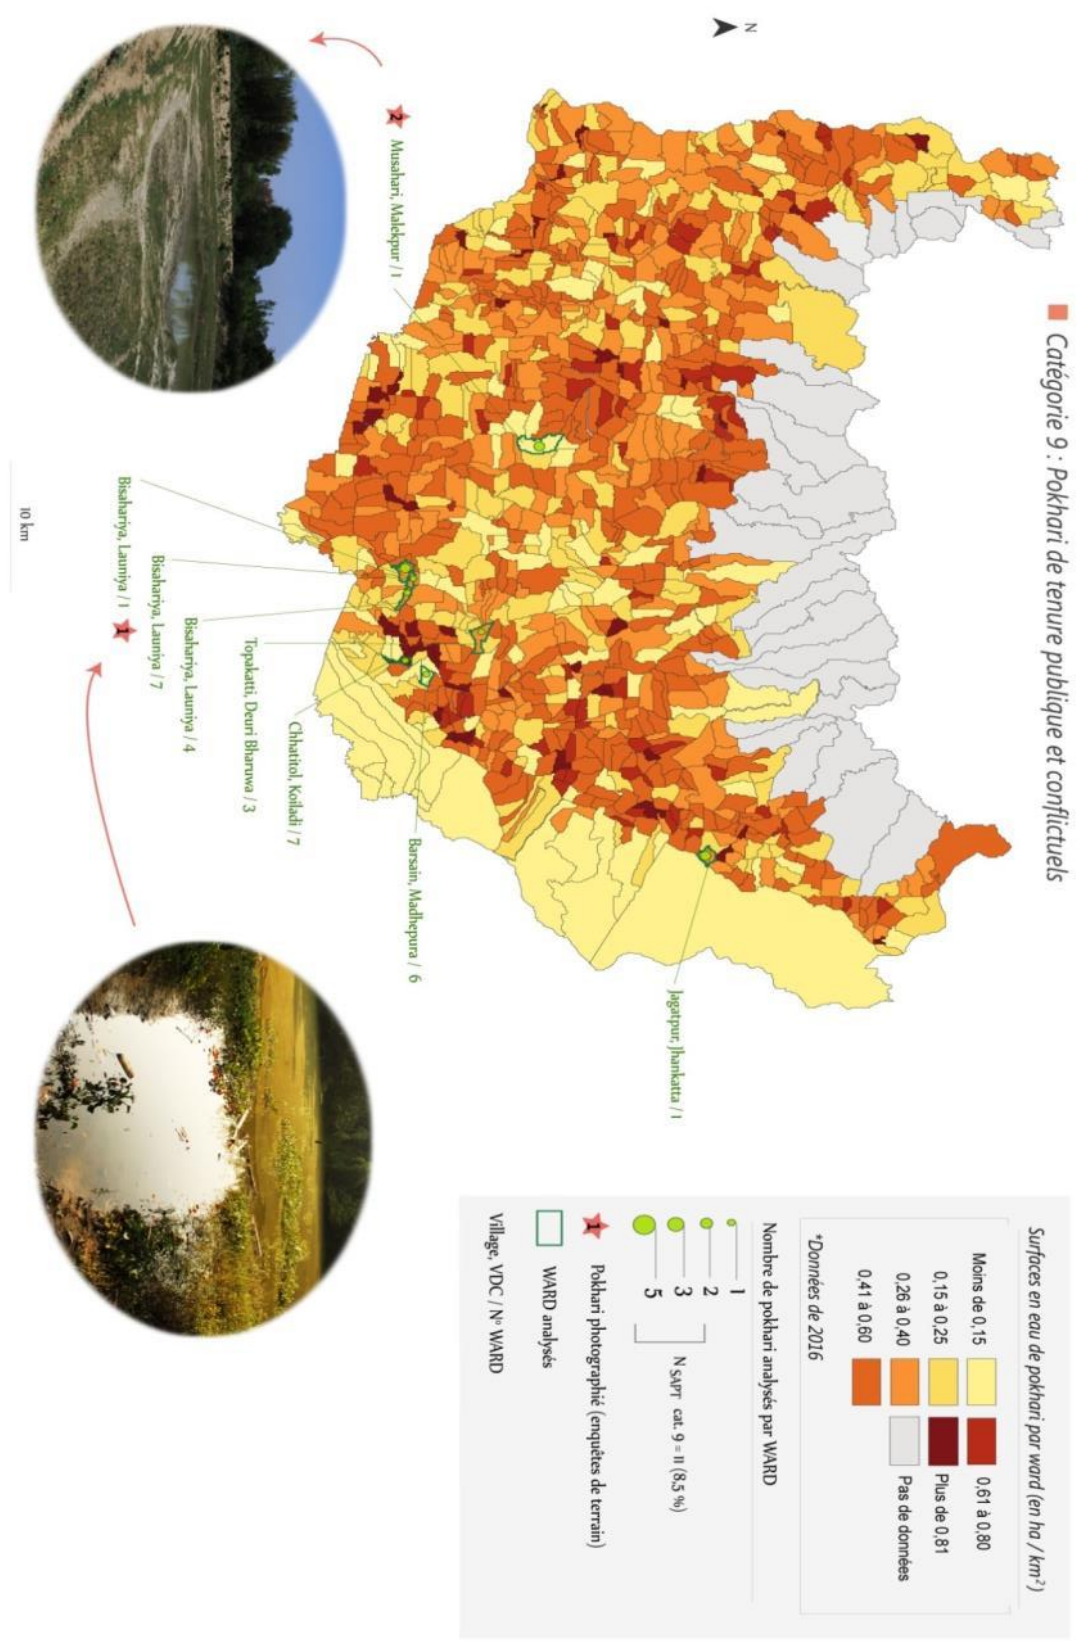 Catégorie 9 : Pokhari de tenure publique et conflictuels
N
2 Musahari, Malekpur / 1
Bisahariya, Launiya / 1 1
Bisahariya, Launiya / 7
Bisahariya, Launiya / 4
Topakatti, Deuri Bharuwa / 3
Chhatitol, Koiladi / 7
Barsain, Madhepura / 6
Jagatpur, Jhankatta / 1
10 km
Surfaces en eau de pokhari par ward (en ha / km²)
Moins de 0,15
0,15 à 0,25
0,26 à 0,40
0,41 à 0,60
0,61 à 0,80
Plus de 0,81
Pas de données
*Données de 2016
Nombre de pokhari analysés par WARD
1
2
3
5
N SAPT cat. 9 = 11 (8,5 %)
1 Pokhari photographié (enquêtes de terrain)
WARD analysés
Village, VDC / N° WARD